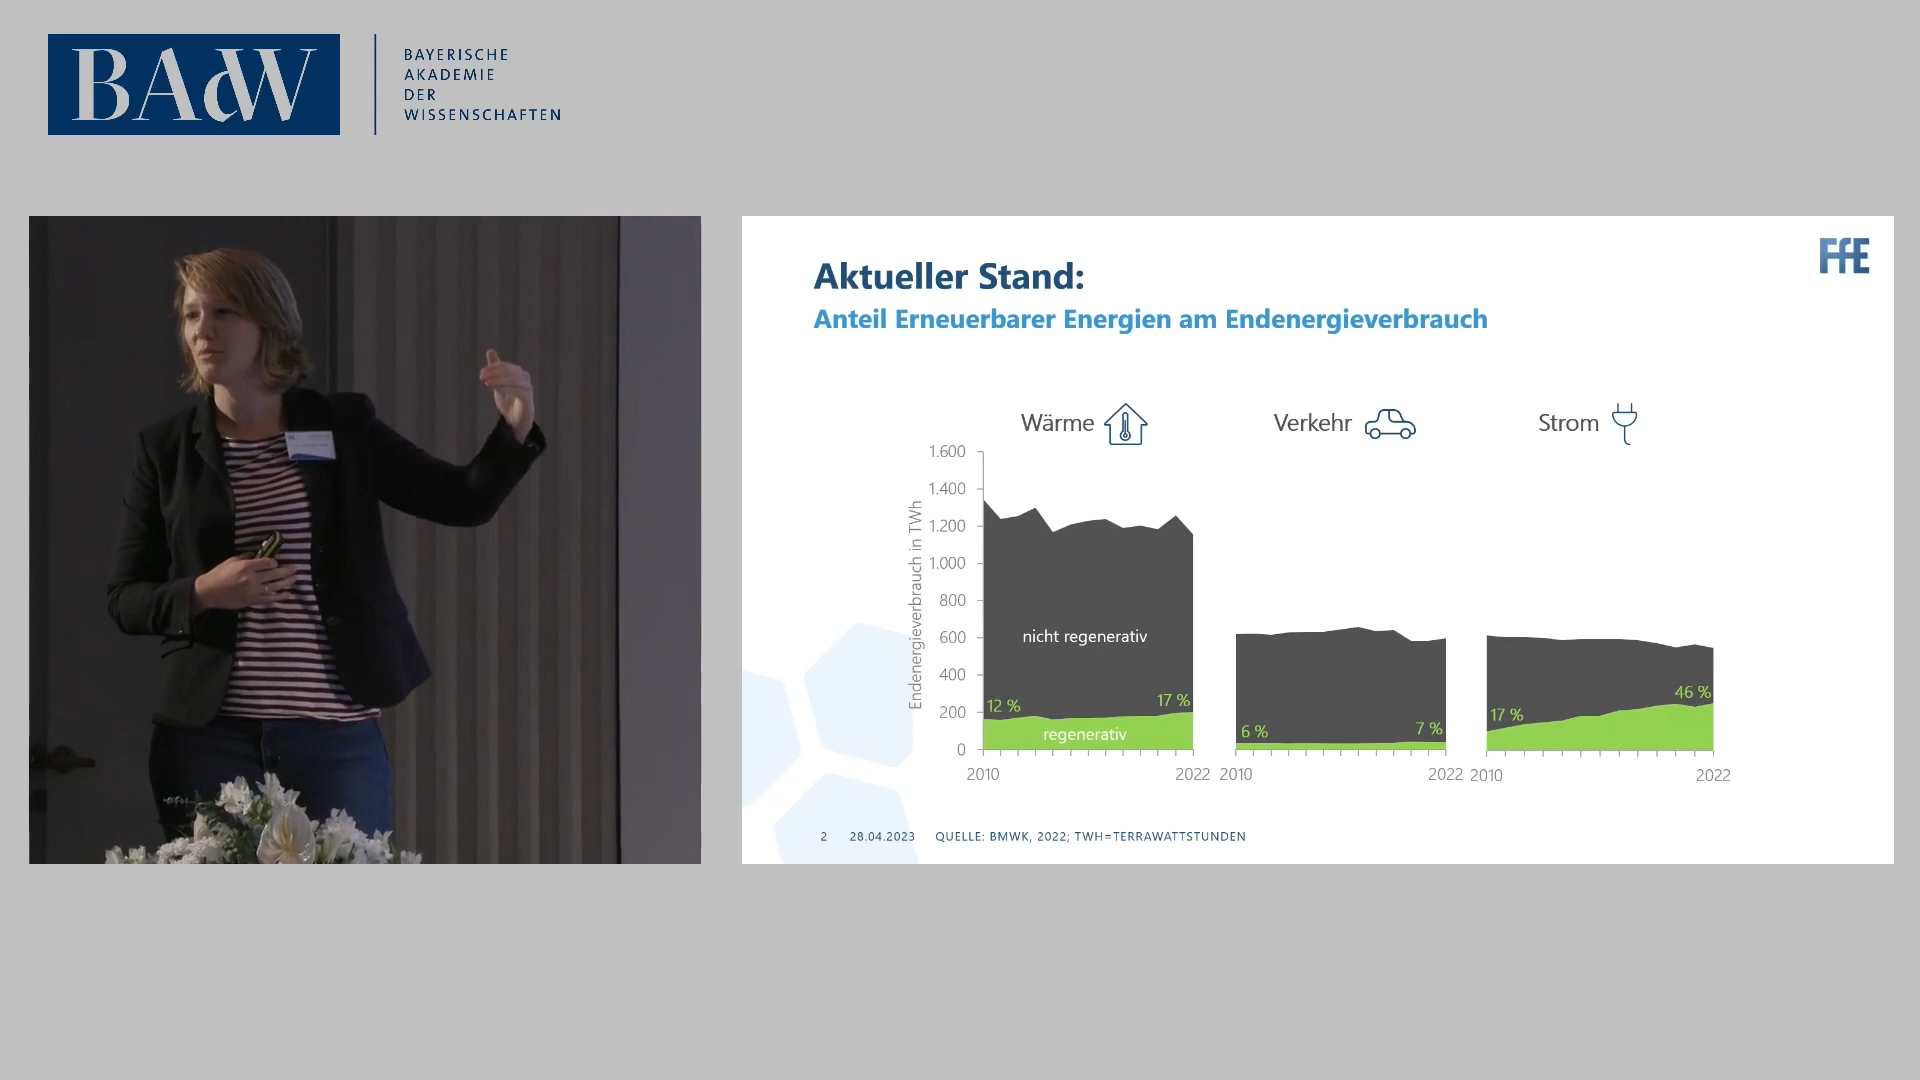 BAdW
BAYERISCHE
AKADEMIE
DER
WISSENSCHAFTEN
FfE
Aktueller Stand:
Anteil Erneuerbarer Energien am Endenergieverbrauch
Wärme
Verkehr
Strom
Endenergieverbrauch in TWh
1.600
1.400
1.200
1.000
800
600
400
200
0
nicht regenerativ
12 %
17 %
regenerativ
6 %
7 %
17 %
46 %
2010
2022
2010
2022
2010
2022
2 28.04.2023 QUELLE: BMWK, 2022; TWH=TERRAWATTSTUNDEN